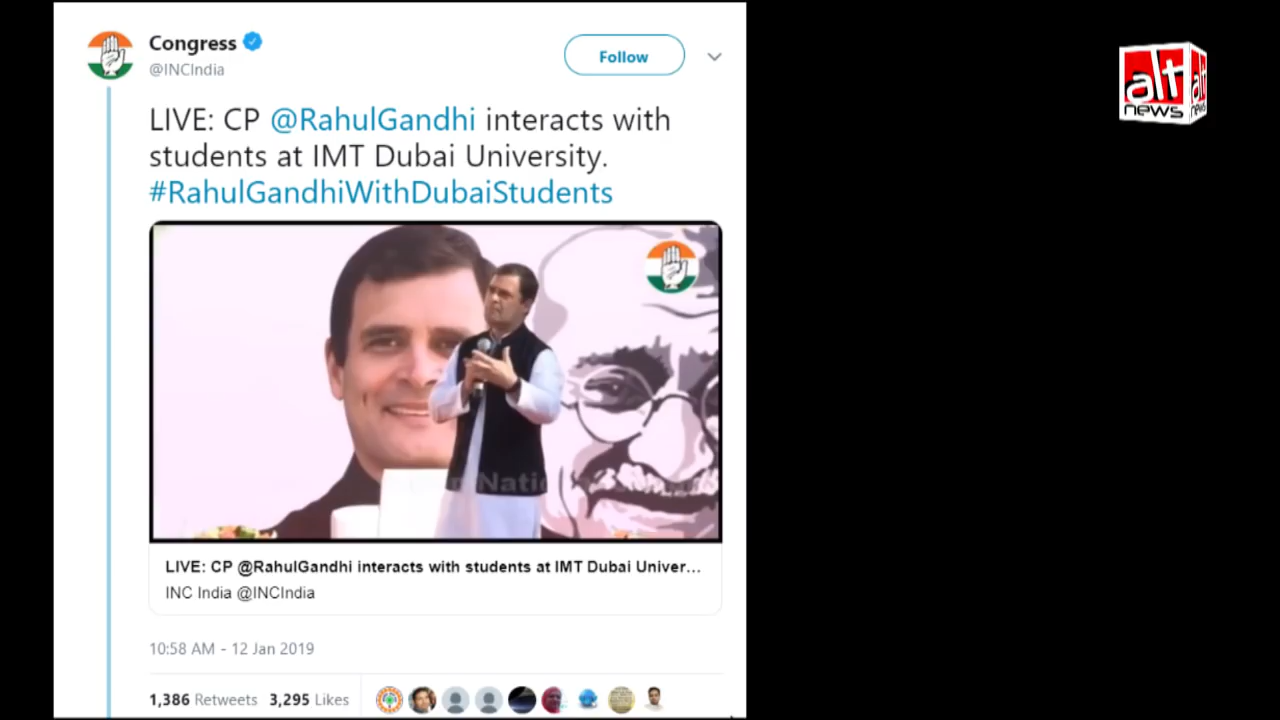 Congress
@INCIndia
Follow
LIVE: CP @RahulGandhi interacts with
students at IMT Dubai University.
#RahulGandhiWithDubaiStudents
LIVE: CP @RahulGandhi interacts with students at IMT Dubai Univer...
INC India @INCIndia
10:58 AM - 12 Jan 2019
1,386 Retweets 3,295 Likes
alt
news